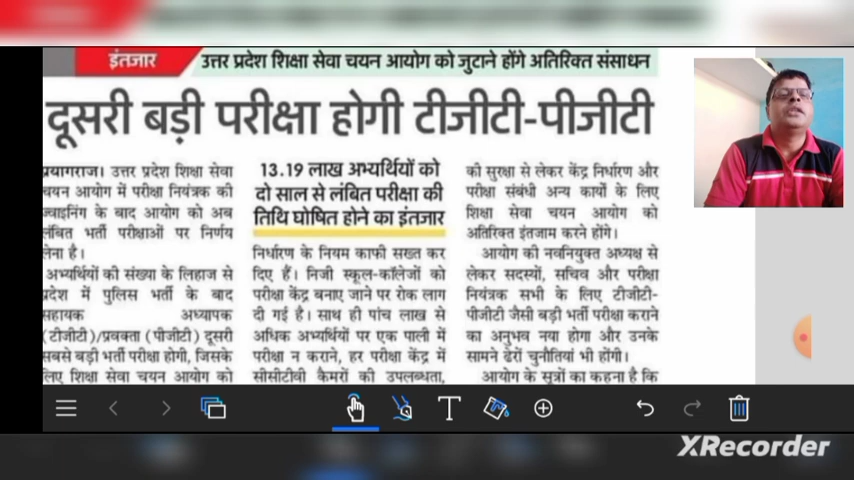 इंतजार
उत्तर प्रदेश शिक्षा सेवा चयन आयोग को जुटाने होंगे अतिरिक्त संसाधन
दूसरी बड़ी परीक्षा होगी टीजीटी-पीजीटी
प्रयागराज। उत्तर प्रदेश शिक्षा सेवा
चयन आयोग में परीक्षा नियंत्रक की
ज्वाइनिंग के बाद आयोग को अब
लंबित भर्ती परीक्षाओं पर निर्णय
लेना है।
अभ्यर्थियों की संख्या के लिहाज से
प्रदेश में पुलिस भर्ती के बाद
सहायक अध्यापक
(टीजीटी)/प्रवक्ता (पीजीटी) दूसरी
सबसे बड़ी भर्ती परीक्षा होगी, जिसके
लिए शिक्षा सेवा चयन आयोग को
13.19 लाख अभ्यर्थियों को
दो साल से लंबित परीक्षा की
तिथि घोषित होने का इंतजार
निर्धारण के नियम काफी सख्त कर
दिए हैं। निजी स्कूल-कॉलेजों को
परीक्षा केंद्र बनाए जाने पर रोक लाग
दी गई है। साथ ही पांच लाख से
अधिक अभ्यर्थियों पर एक पाली में
परीक्षा न कराने, हर परीक्षा केंद्र में
सीसीटीवी कैमरों की उपलब्धता,
की सुरक्षा से लेकर केंद्र निर्धारण और
परीक्षा संबंधी अन्य कार्यों के लिए
शिक्षा सेवा चयन आयोग को
अतिरिक्त इंतजाम करने होंगे।
आयोग की नवनियुक्त अध्यक्ष से
लेकर सदस्यों, सचिव और परीक्षा
नियंत्रक सभी के लिए टीजीटी-
पीजीटी जैसी बड़ी भर्ती परीक्षा कराने
का अनुभव नया होगा और उनके
सामने ढेरों चुनौतियां भी होंगी।
आयोग के सूत्रों का कहना है कि
T
XRecorder